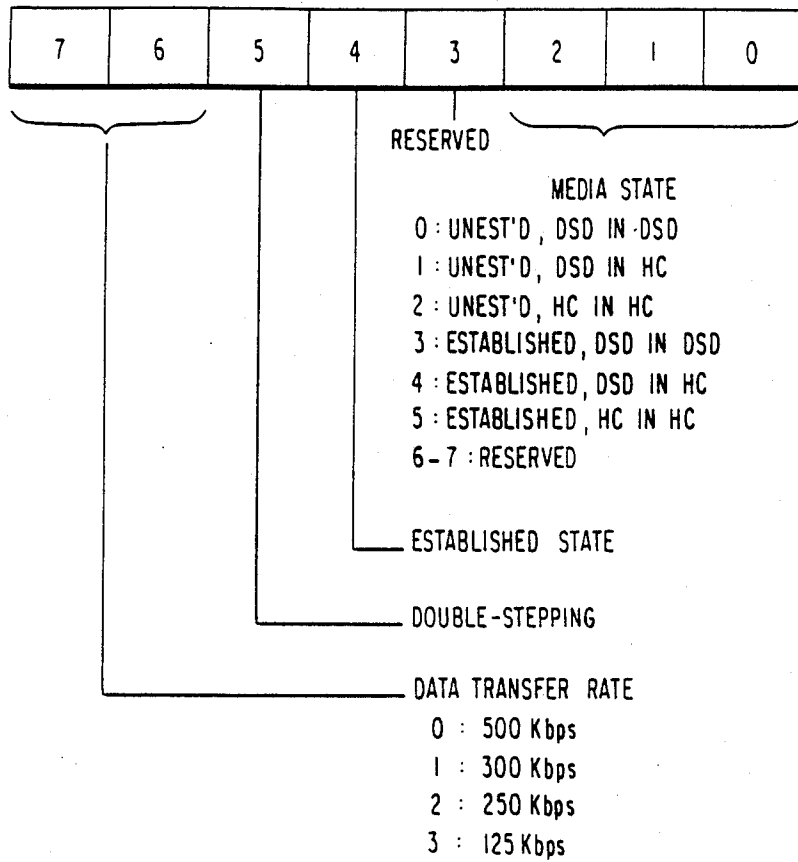 7 6 5 4 3 2 1 0
RESERVED
MEDIA STATE
0 : UNEST'D, DSD IN DSD
1 : UNEST'D, DSD IN HC
2 : UNEST'D, HC IN HC
3 : ESTABLISHED, DSD IN DSD
4 : ESTABLISHED, DSD IN HC
5 : ESTABLISHED, HC IN HC
6-7 : RESERVED
ESTABLISHED STATE
DOUBLE-STEPPING
DATA TRANSFER RATE
0 : 500 Kbps
1 : 300 Kbps
2 : 250 Kbps
3 : 125 Kbps